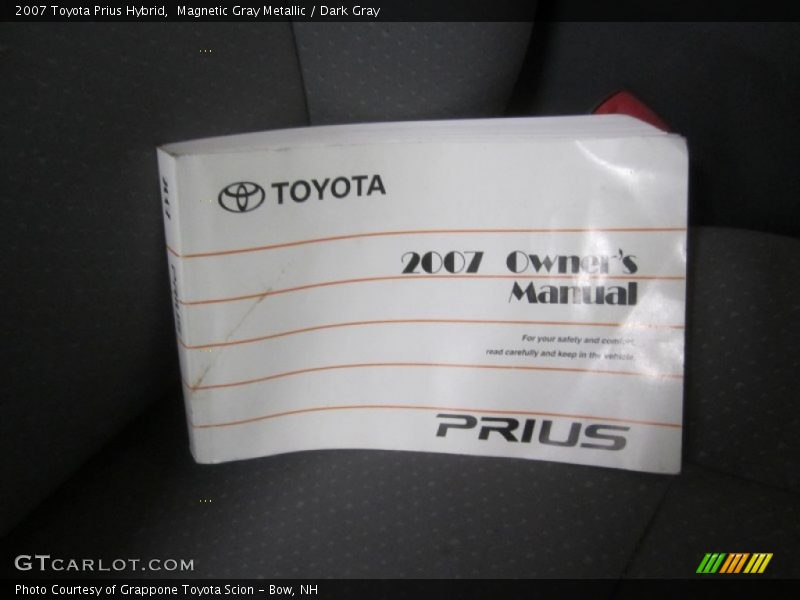 2007 Toyota Prius Hybrid,  Magnetic Gray Metallic / Dark Gray
TOYOTA
2007 Owner's
Manual
For your safety and comfort,
read carefully and keep in the vehicle.
PRIUS
PRIUS
GTCARLOT.COM
Photo Courtesy of Grappone Toyota Scion - Bow, NH